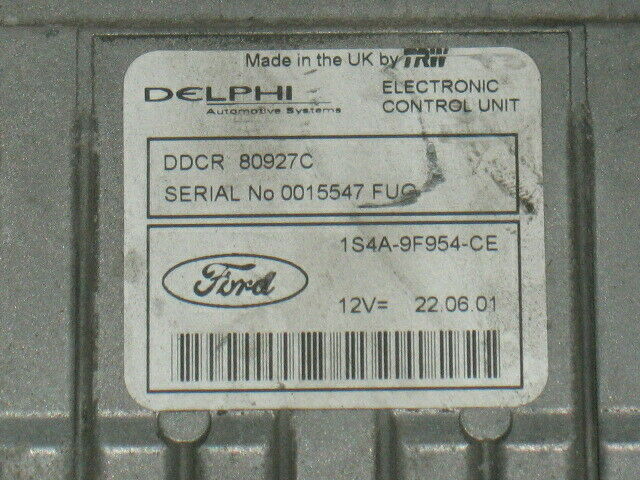 Made in the UK by TRW
DELPHI
Automotive Systems
ELECTRONIC
CONTROL UNIT
DDCR 80927C
SERIAL No 0015547 FUG
1S4A-9F954-CE
Ford
12V= 22.06.01